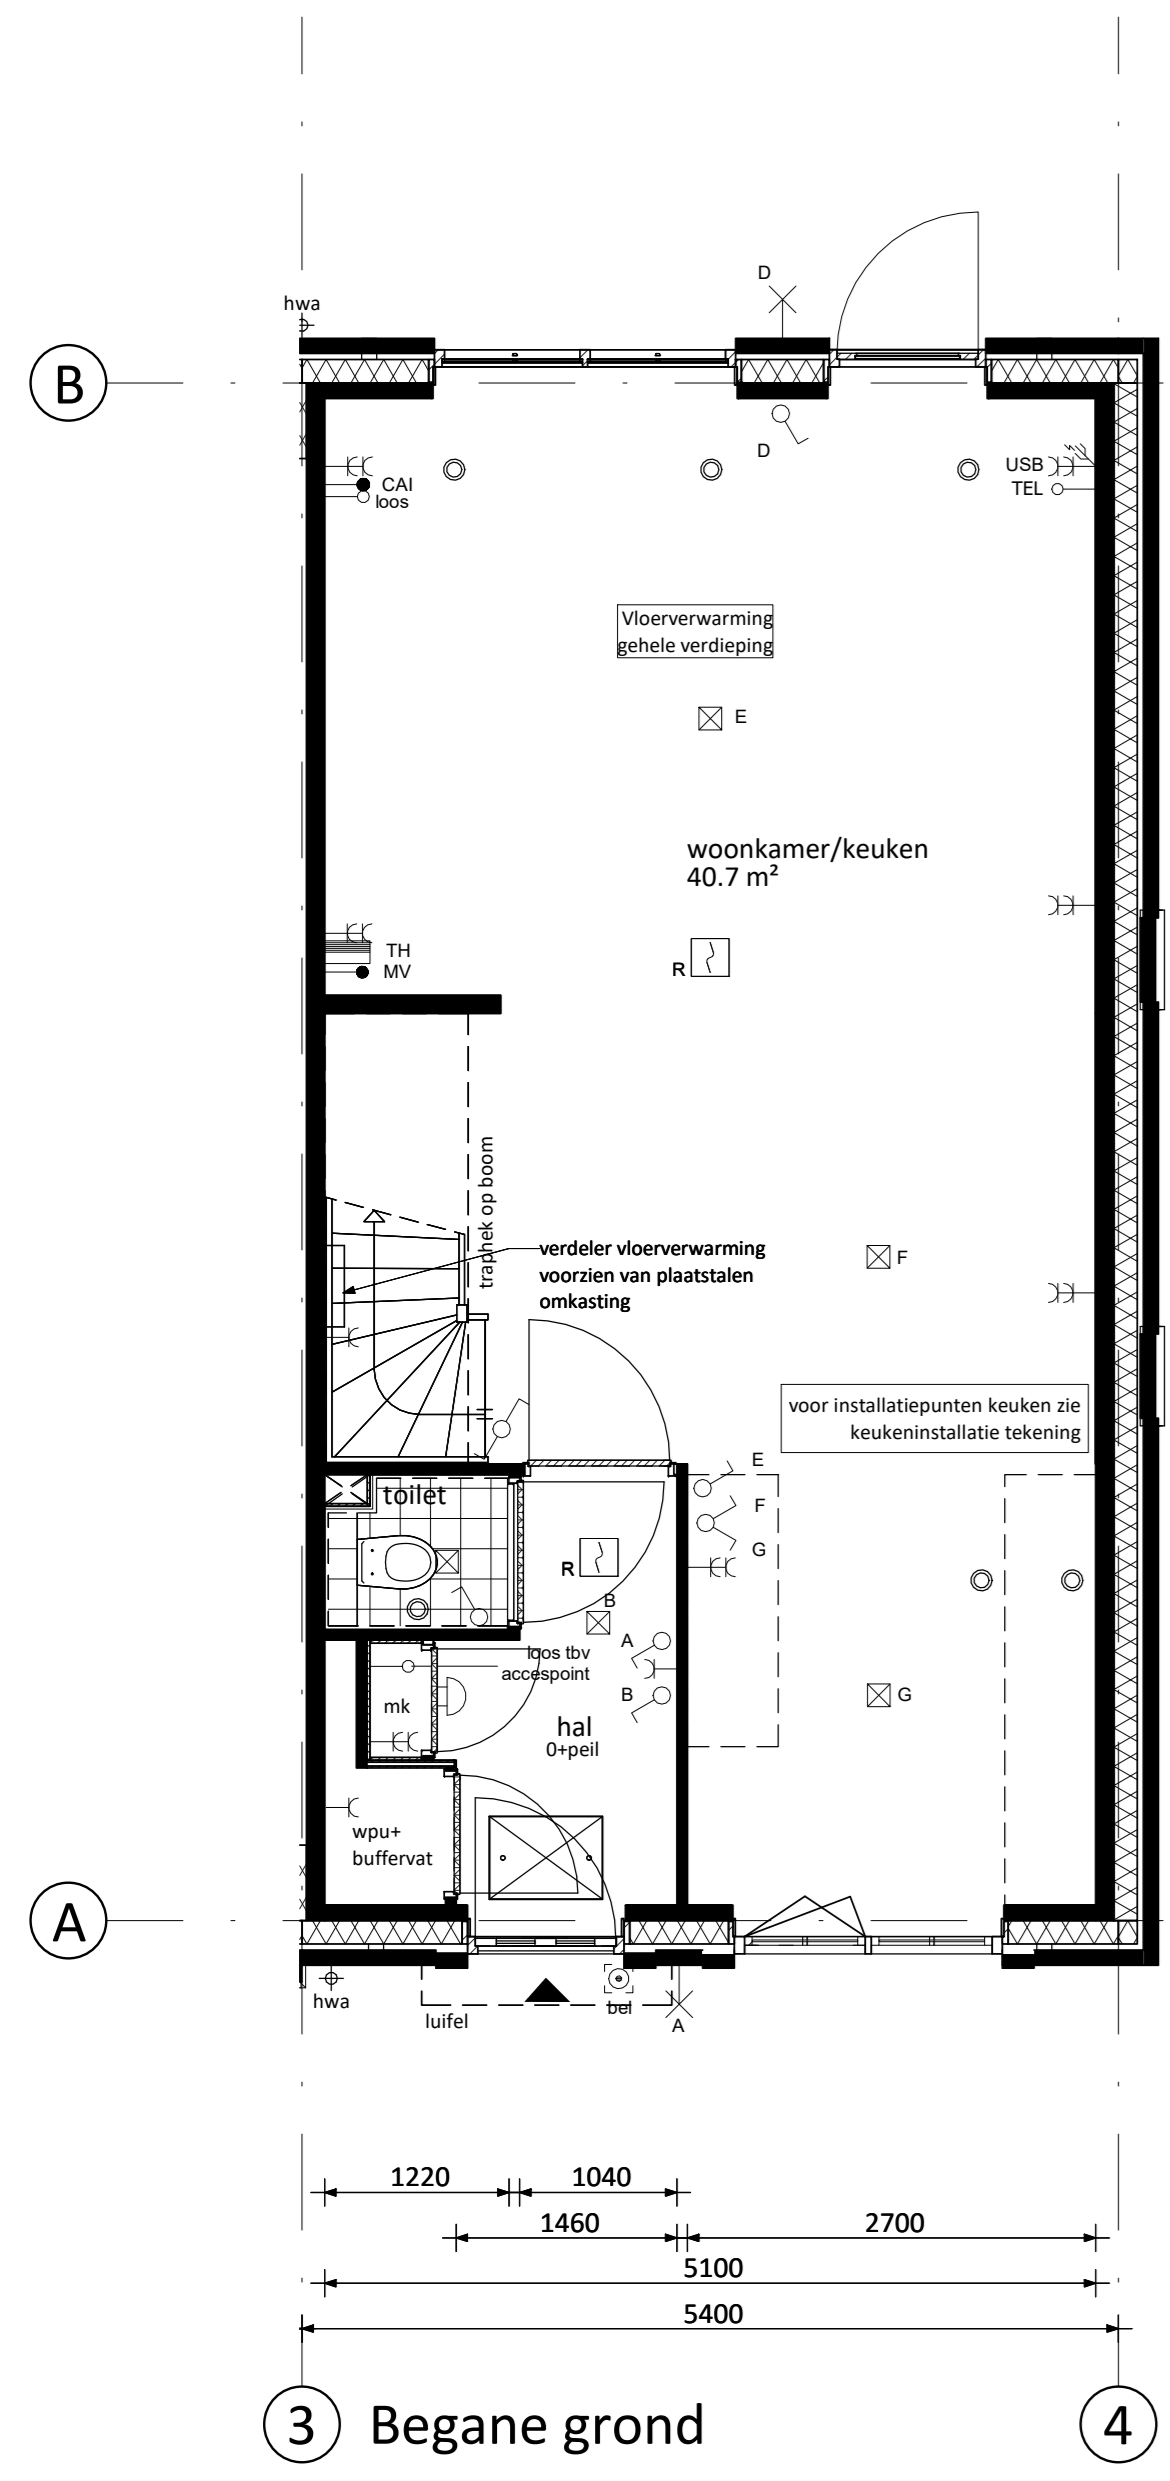 D
hwa
B
D
CAI
loos
USB
TEL
Vloerverwarming
gehele verdieping
E
woonkamer/keuken
40.7 m²
TH
MV
R
traphek op boom
verdeler vloerverwarming
voorzien van plaatstalen
omkasting
F
voor installatiepunten keuken zie
keukeninstallatie tekening
toilet
E
F
G
R
B
A
loos tbv
accespoint
B
mk
hal
0+peil
G
wpu+
buffervat
A
hwa
luifel
bel
A
1220
1040
1460
2700
5100
5400
3
Begane grond
4